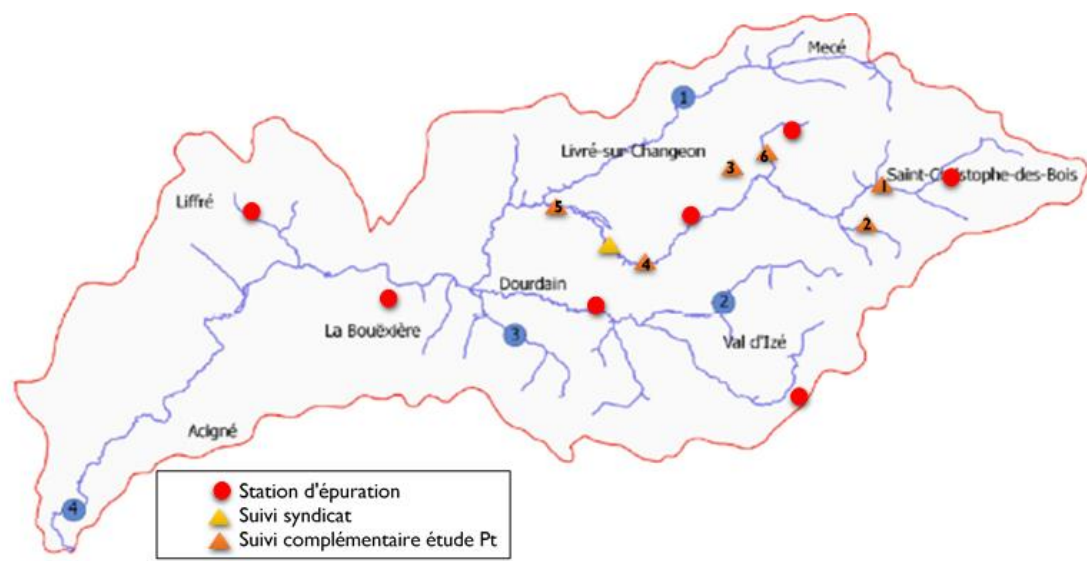 Mecé
1
Livré-sur-Changeon
6
3
1
Saint-Christophe-des-Bois
Liffré
5
2
4
Dourdain
2
La Bouëxière
3
Val d'Izé
Acigné
4
Station d'épuration
Suivi syndicat
Suivi complémentaire étude Pt